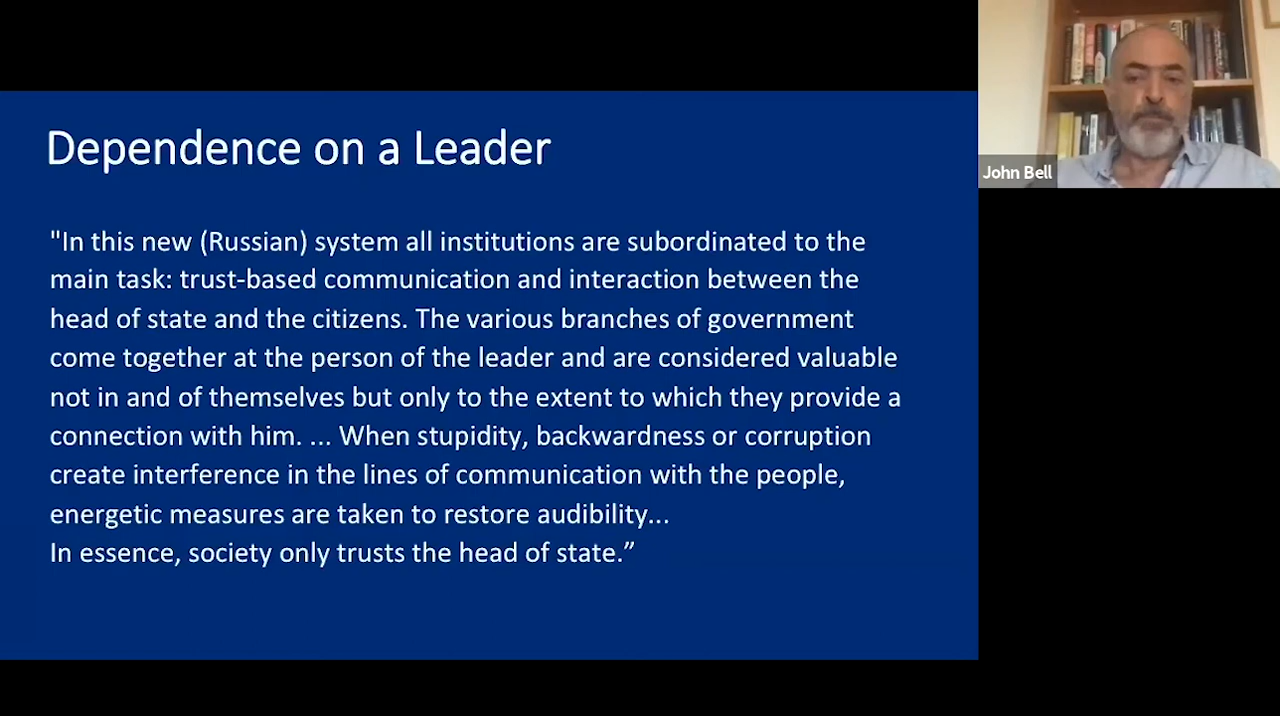 Dependence on a Leader
"In this new (Russian) system all institutions are subordinated to the
main task: trust-based communication and interaction between the
head of state and the citizens. The various branches of government
come together at the person of the leader and are considered valuable
not in and of themselves but only to the extent to which they provide a
connection with him. ... When stupidity, backwardness or corruption
create interference in the lines of communication with the people,
energetic measures are taken to restore audibility...
In essence, society only trusts the head of state.”
John Bell